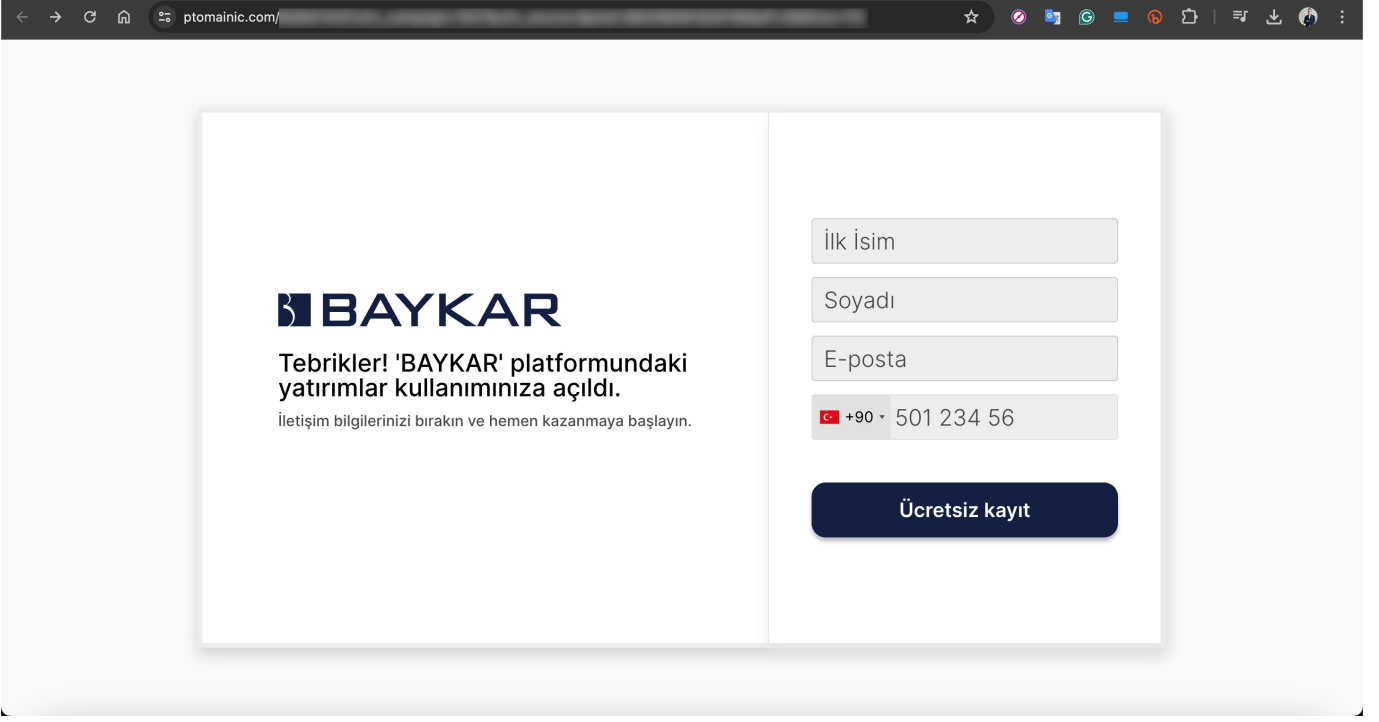 ptomainic.com/
BAYKAR
Tebrikler! 'BAYKAR' platformundaki
yatırımlar kullanımınıza açıldı.
İletişim bilgilerinizi bırakın ve hemen kazanmaya başlayın.
İlk İsim
Soyadı
E-posta
+90 501 234 56
Ücretsiz kayıt